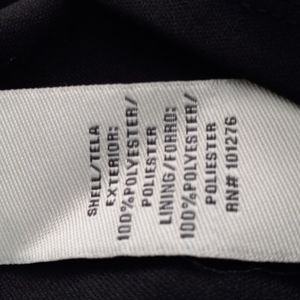 SHELL/TELA
EXTERIOR:
100%POLYESTER/
POLIESTER
LINING/FORRO:
100%POLYESTER/
POLIESTER
RN# 101276